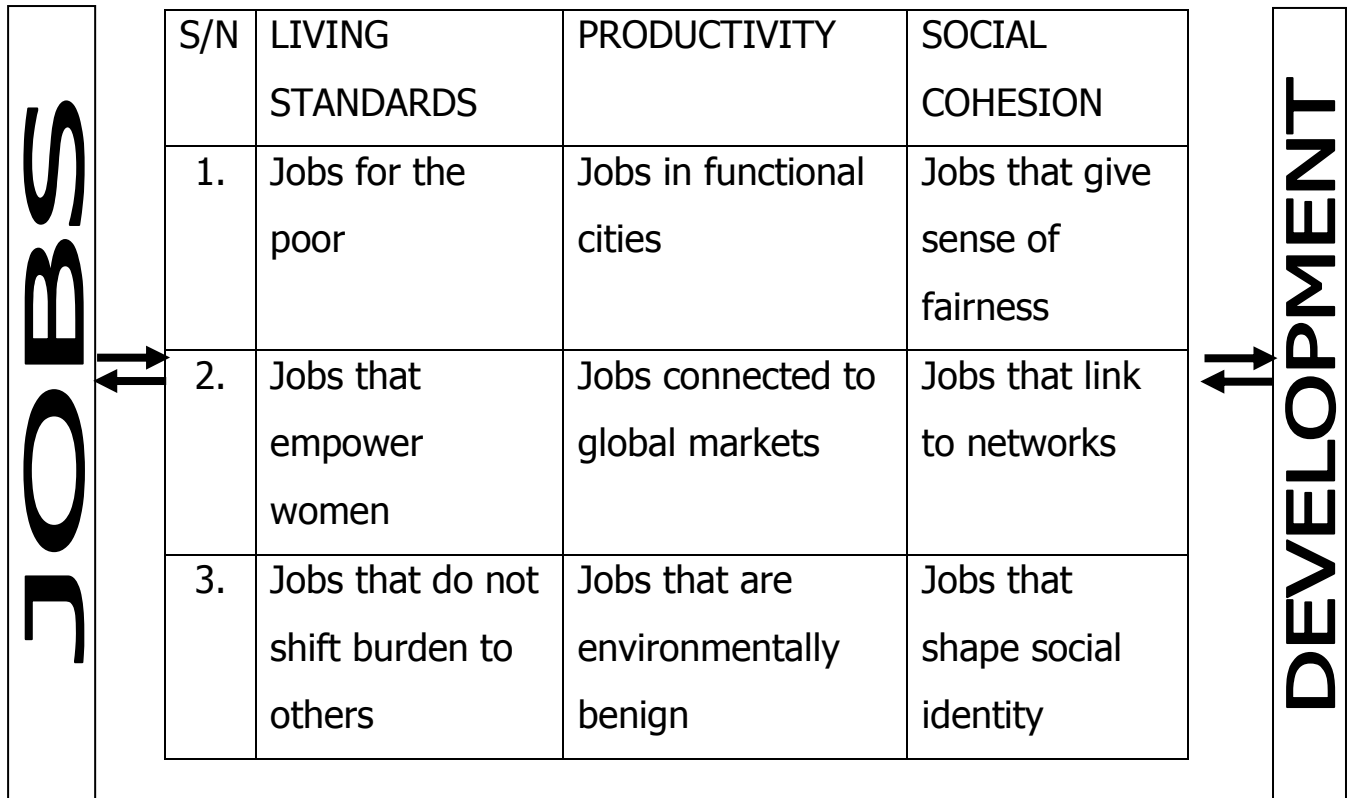 JOBS
S/N
LIVING
STANDARDS
PRODUCTIVITY
SOCIAL
COHESION
1.
Jobs for the
poor
Jobs in functional
cities
Jobs that give
sense of
fairness
2.
Jobs that
empower
women
Jobs connected to
global markets
Jobs that link
to networks
3.
Jobs that do not
shift burden to
others
Jobs that are
environmentally
benign
Jobs that
shape social
identity
DEVELOPMENT